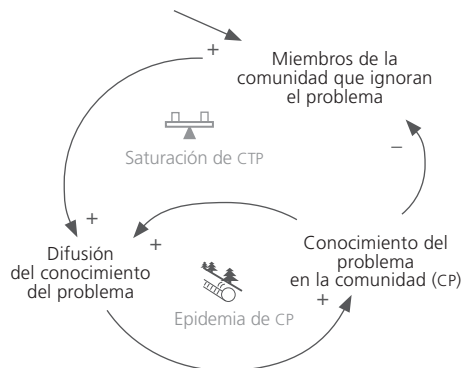 +
Miembros de la
comunidad que ignoran
el problema
Saturación de CTP
–
+
+
Difusión
del conocimiento
del problema
Conocimiento del
problema
en la comunidad (CP)
+
Epidemia de CP